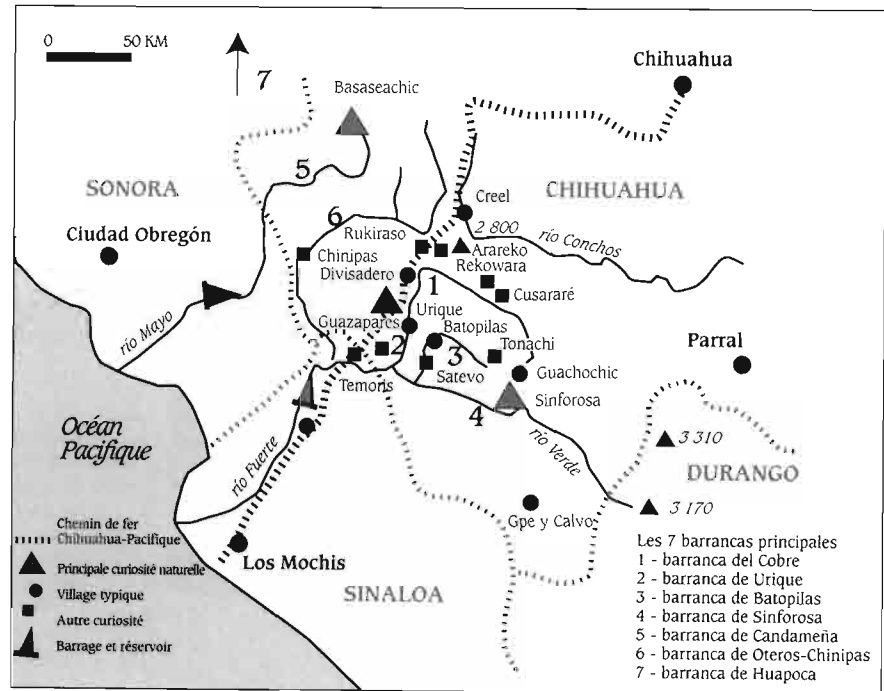 0 50 KM
7
Basaseachic
Chihuahua
5
SONORA
Creel
CHIHUAHUA
6
2 800
río Conchos
Ciudad Obregón
Rukiraso
Arareko
Chinipas
Rekowara
Divisadero
1
Cusararé
Urique
río Mayo
Guazapares
Batopilas
2
3
Tonachi
Parral
Temoris
Satevo
Guachochic
Sinforosa
4
Océan
Pacifique
río Fuerte
río Verde
3 310
DURANGO
3 170
Gpe y Calvo
Los Mochis
SINALOA
Chemin de fer
Chihuahua-Pacifique
Principale curiosité naturelle
Village typique
Autre curiosité
Barrage et réservoir
Les 7 barrancas principales
1 - barranca del Cobre
2 - barranca de Urique
3 - barranca de Batopilas
4 - barranca de Sinforosa
5 - barranca de Candameña
6 - barranca de Oteros-Chinipas
7 - barranca de Huapoca